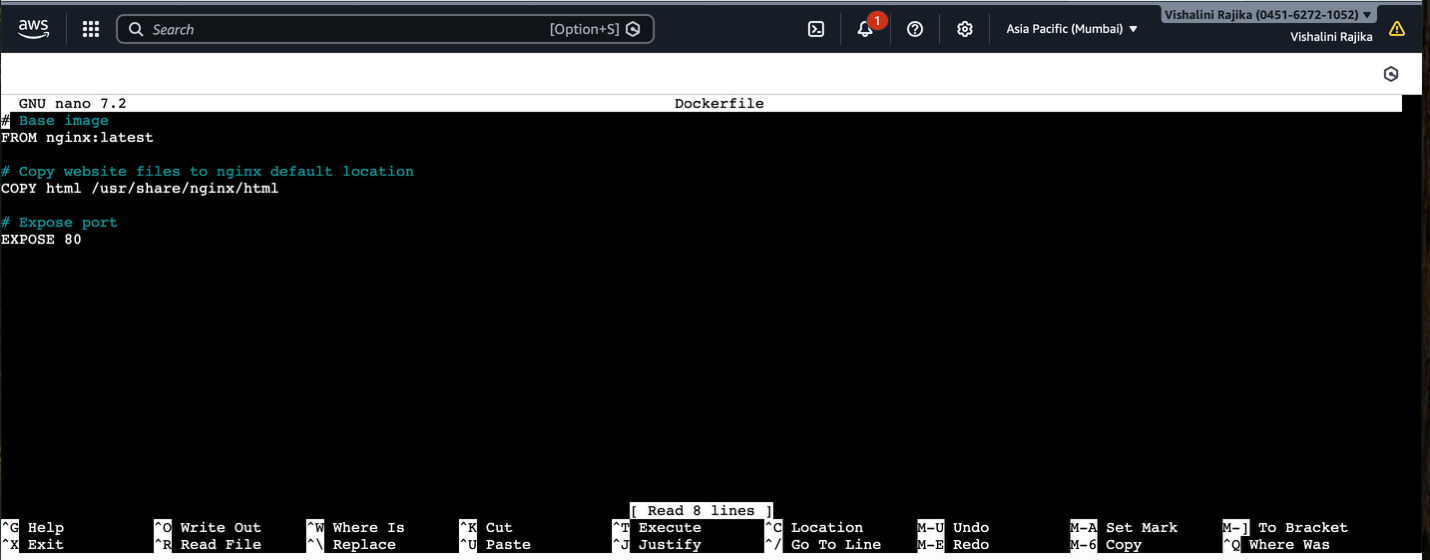 aws
Search [Option+S]
1
Asia Pacific (Mumbai)
Vishalini Rajika (0451-6272-1052)
Vishalini Rajika
GNU nano 7.2 Dockerfile
# Base image
FROM nginx:latest
# Copy website files to nginx default location
COPY html /usr/share/nginx/html
# Expose port
EXPOSE 80
[ Read 8 lines ]
^G Help ^O Write Out ^W Where Is ^K Cut ^T Execute ^C Location M-U Undo M-A Set Mark M-] To Bracket
^X Exit ^R Read File ^\ Replace ^U Paste ^J Justify ^/ Go To Line M-E Redo M-6 Copy ^Q Where Was